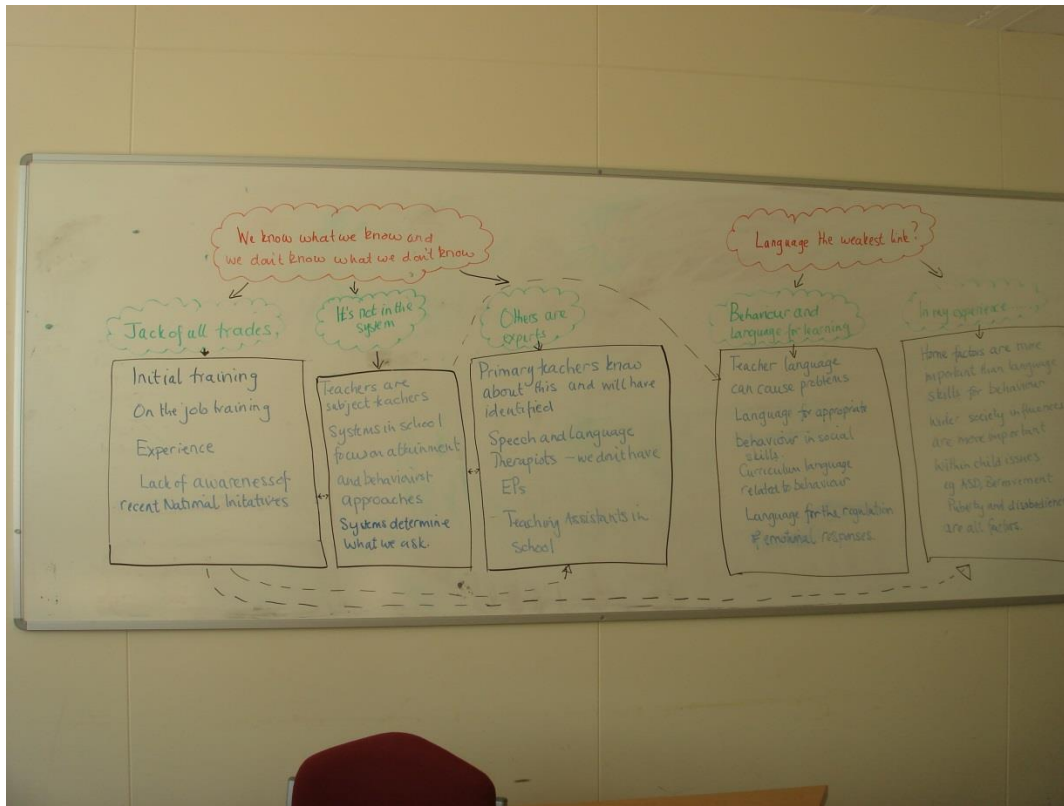 We know what we know and
we don't know what we don't know
Jack of all trades.
Initial training
On the job training
Experience
Lack of awareness of
recent National Initatives
It's not in the
system
Teachers are
subject teachers
Systems in school
focus on attainment
and behaviourist
approaches
Systems determine
what we ask.
Others are
experts
Primary teachers know
about this and will have
identified
Speech and Language
Therapists - we don't have
EPs
Teaching Assistants in
school
Language the weakest link?
Behaviour and
language for learning
Teacher language
can cause problems
Language for appropriate
behaviour in social
skills.
Curriculum language
related to behaviour
Language for the regulation
of emotional responses.
In my experience
Home factors are more
important than language
skills for behaviour
Wider society influences
are more important
Within child issues
eg ASD,
Puberty and disobedience
are all factors.